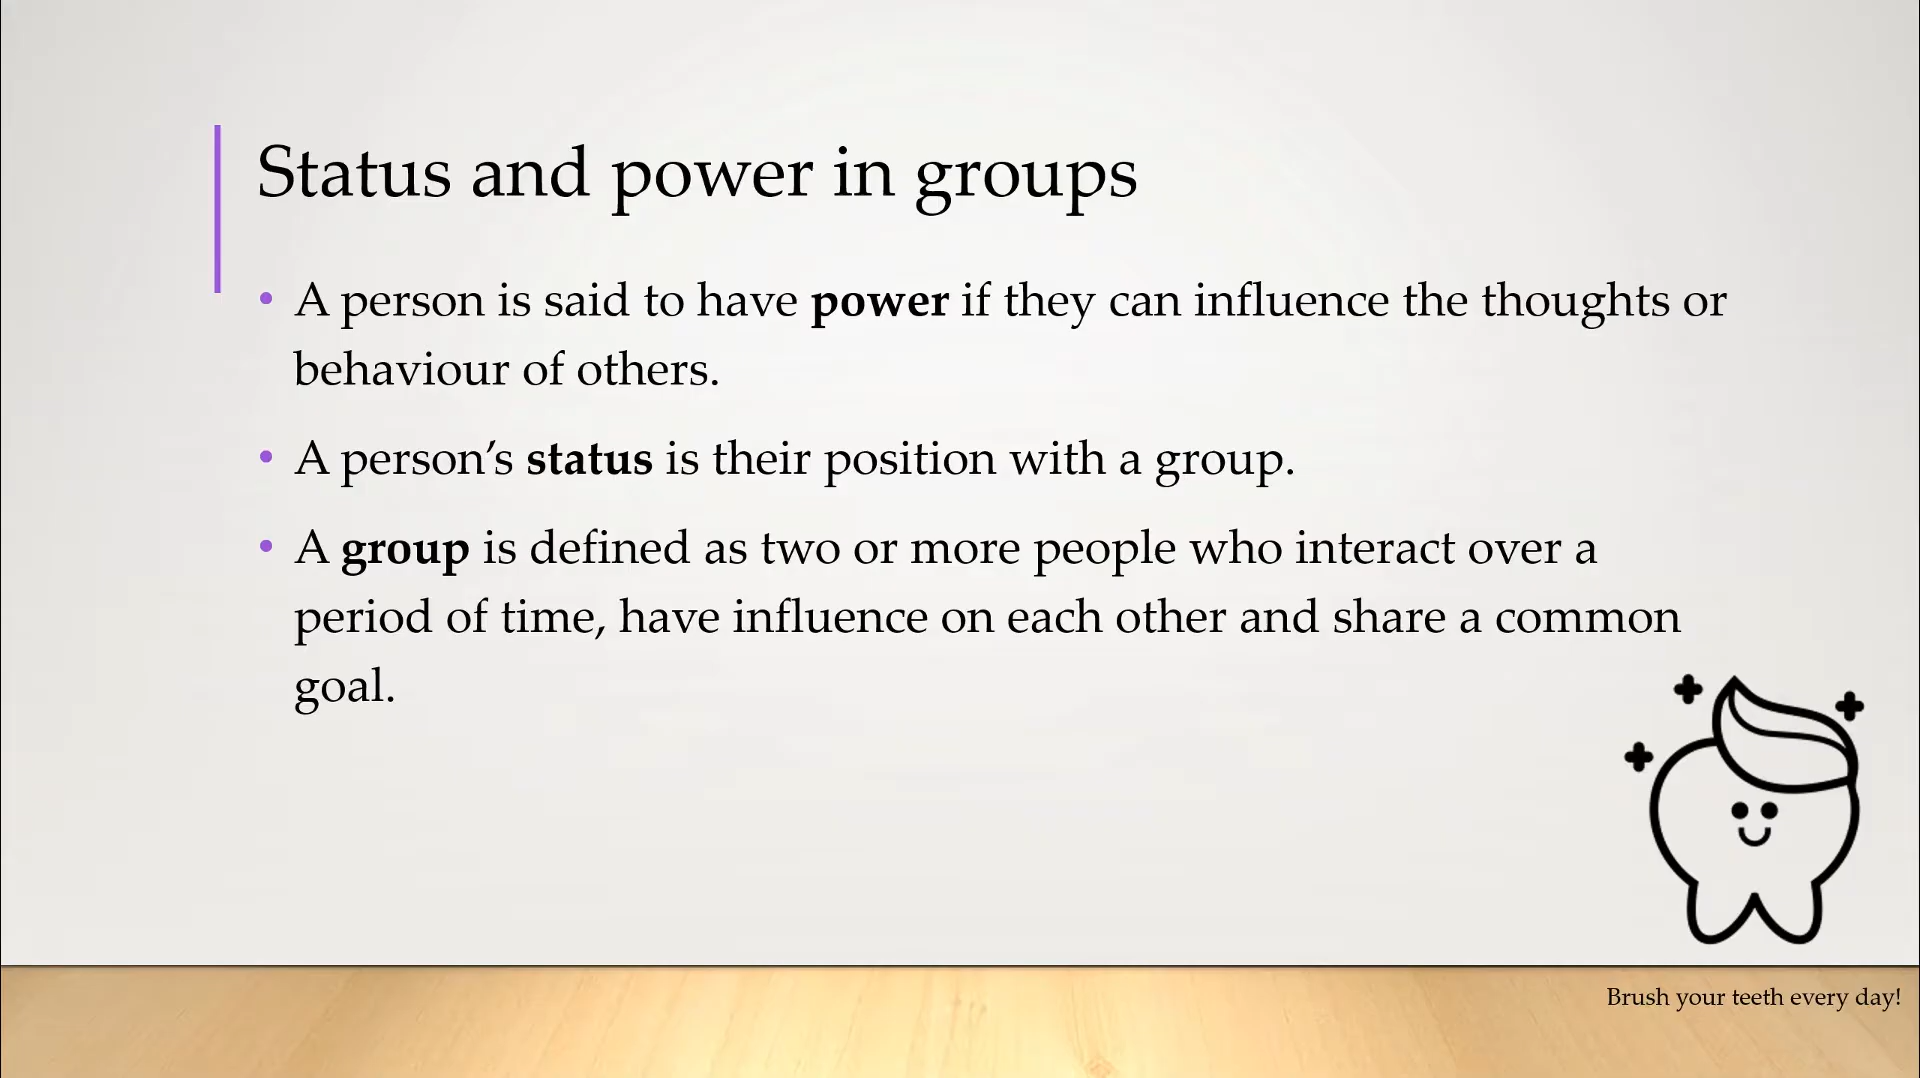 Status and power in groups
• A person is said to have power if they can influence the thoughts or
behaviour of others.
• A person’s status is their position with a group.
• A group is defined as two or more people who interact over a
period of time, have influence on each other and share a common
goal.
Brush your teeth every day!